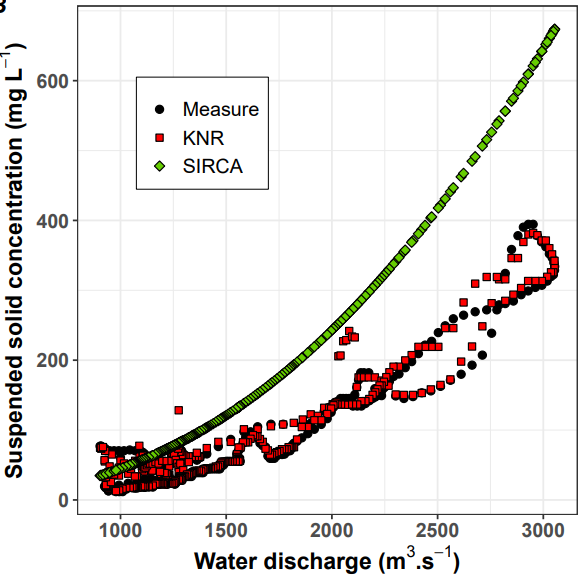 Suspended solid concentration (mg L⁻¹)
600
400
200
0
Measure
KNR
SIRCA
1000 1500 2000 2500 3000
Water discharge (m³.s⁻¹)